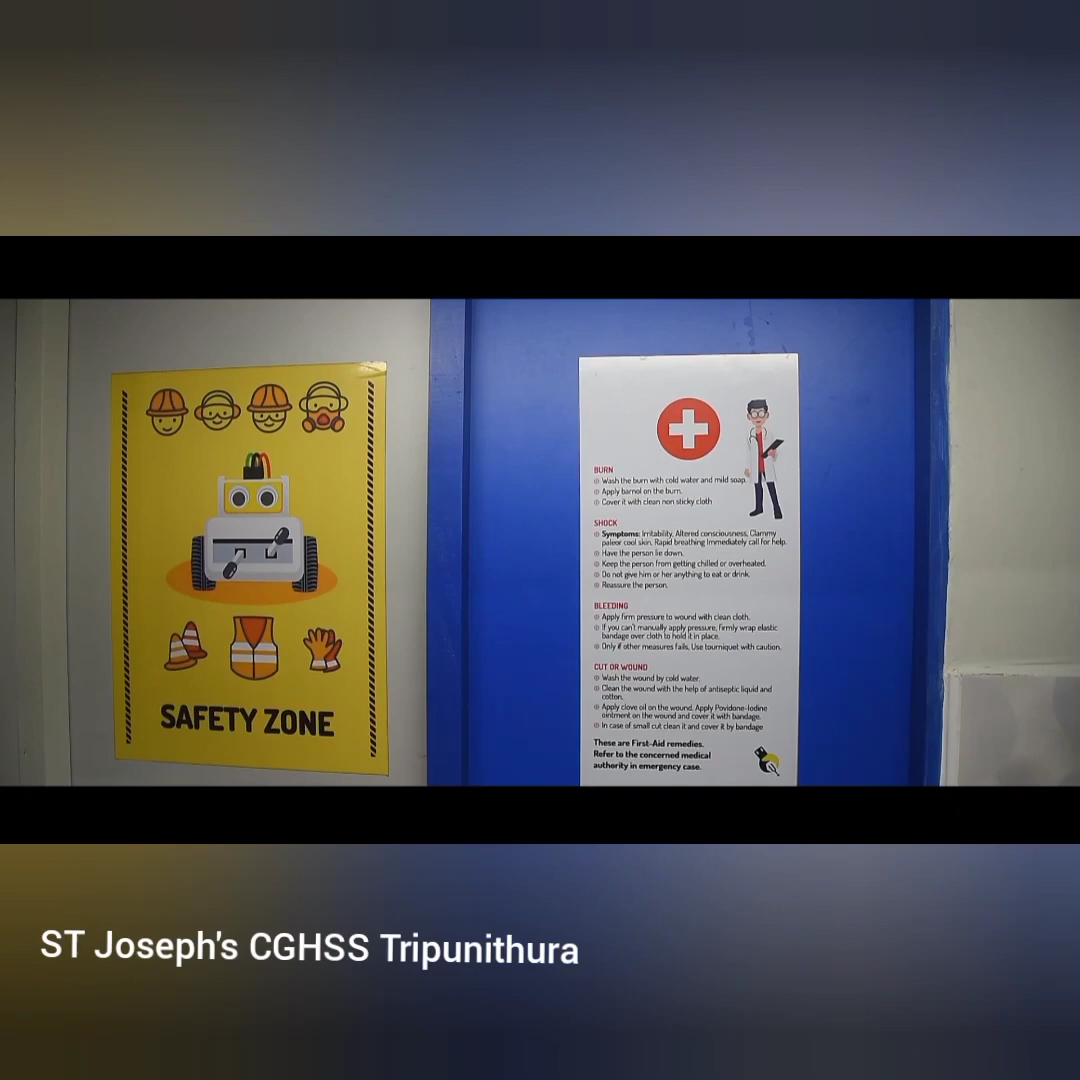 SAFETY ZONE
BURN
Wash the burn with cold water and mild soap.
Apply barnol on the burn.
Cover it with clean non sticky cloth
SHOCK
Symptoms: Irritability, Altered consciousness, Clammy
paleor cool skin, Rapid breathing Immediately call for help.
Have the person lie down.
Keep the person from getting chilled or overheated.
Do not give him or her anything to eat or drink.
Reassure the person.
BLEEDING
Apply firm pressure to wound with clean cloth.
If you can't manually apply pressure, firmly wrap elastic
bandage over cloth to hold it in place.
Only if other measures fails, Use tourniquet with caution.
CUT OR WOUND
Wash the wound by cold water.
Clean the wound with the help of antiseptic liquid and
cotton.
Apply clove oil on the wound. Apply Povidone-Iodine
ointment on the wound and cover it with bandage.
In case of small cut clean it and cover it by bandage
These are First-Aid remedies.
Refer to the concerned medical
authority in emergency case.
ST Joseph's CGHSS Tripunithura